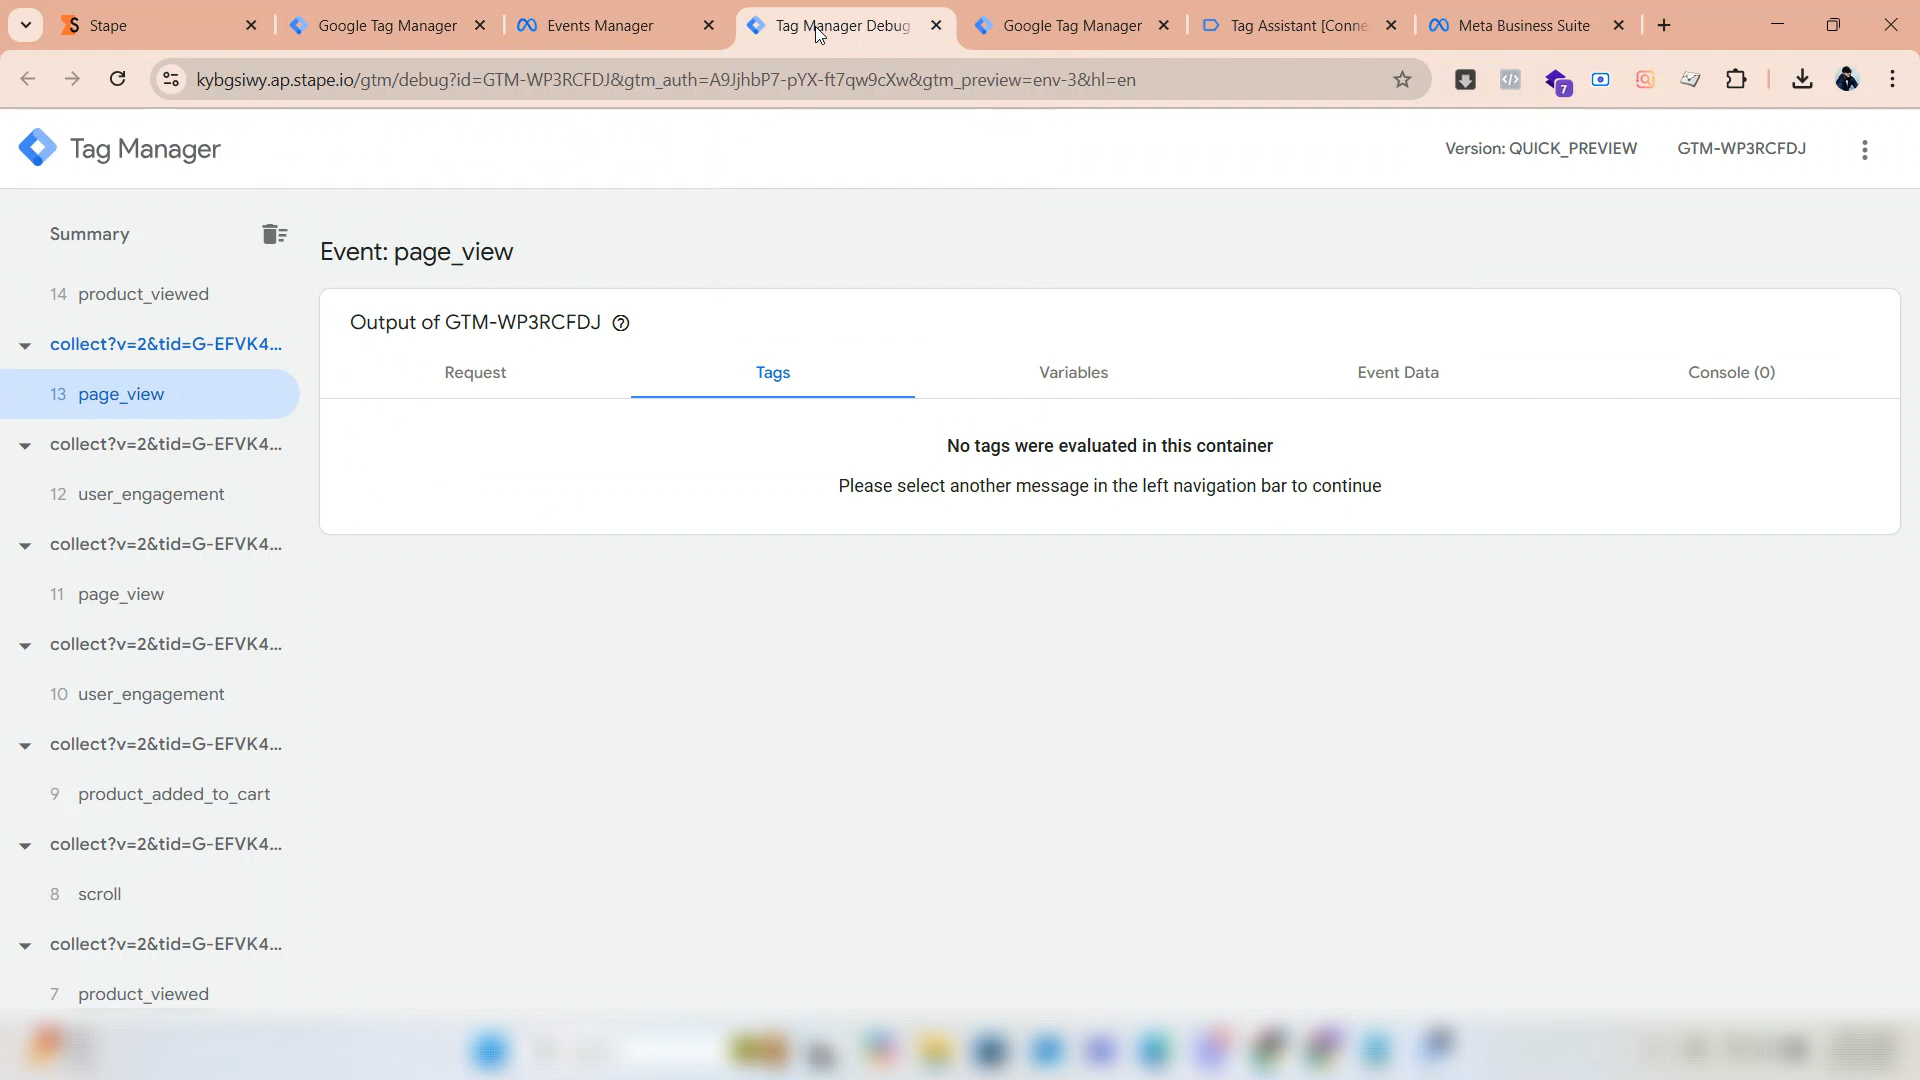 Stape
Google Tag Manager
Events Manager
Tag Manager Debug
Google Tag Manager
Tag Assistant [Conne
Meta Business Suite
kybgsiwy.ap.stape.io/gtm/debug?id=GTM-WP3RCFDJ&gtm_auth=A9JjhbP7-pYX-ft7qw9cXw&gtm_preview=env-3&hl=en
7
Tag Manager
Version: QUICK_PREVIEW
GTM-WP3RCFDJ
Summary
14 product_viewed
collect?v=2&tid=G-EFVK4...
13 page_view
collect?v=2&tid=G-EFVK4...
12 user_engagement
collect?v=2&tid=G-EFVK4...
11 page_view
collect?v=2&tid=G-EFVK4...
10 user_engagement
collect?v=2&tid=G-EFVK4...
9 product_added_to_cart
collect?v=2&tid=G-EFVK4...
8 scroll
collect?v=2&tid=G-EFVK4...
7 product_viewed
Event: page_view
Output of GTM-WP3RCFDJ
Request
Tags
Variables
Event Data
Console (0)
No tags were evaluated in this container
Please select another message in the left navigation bar to continue